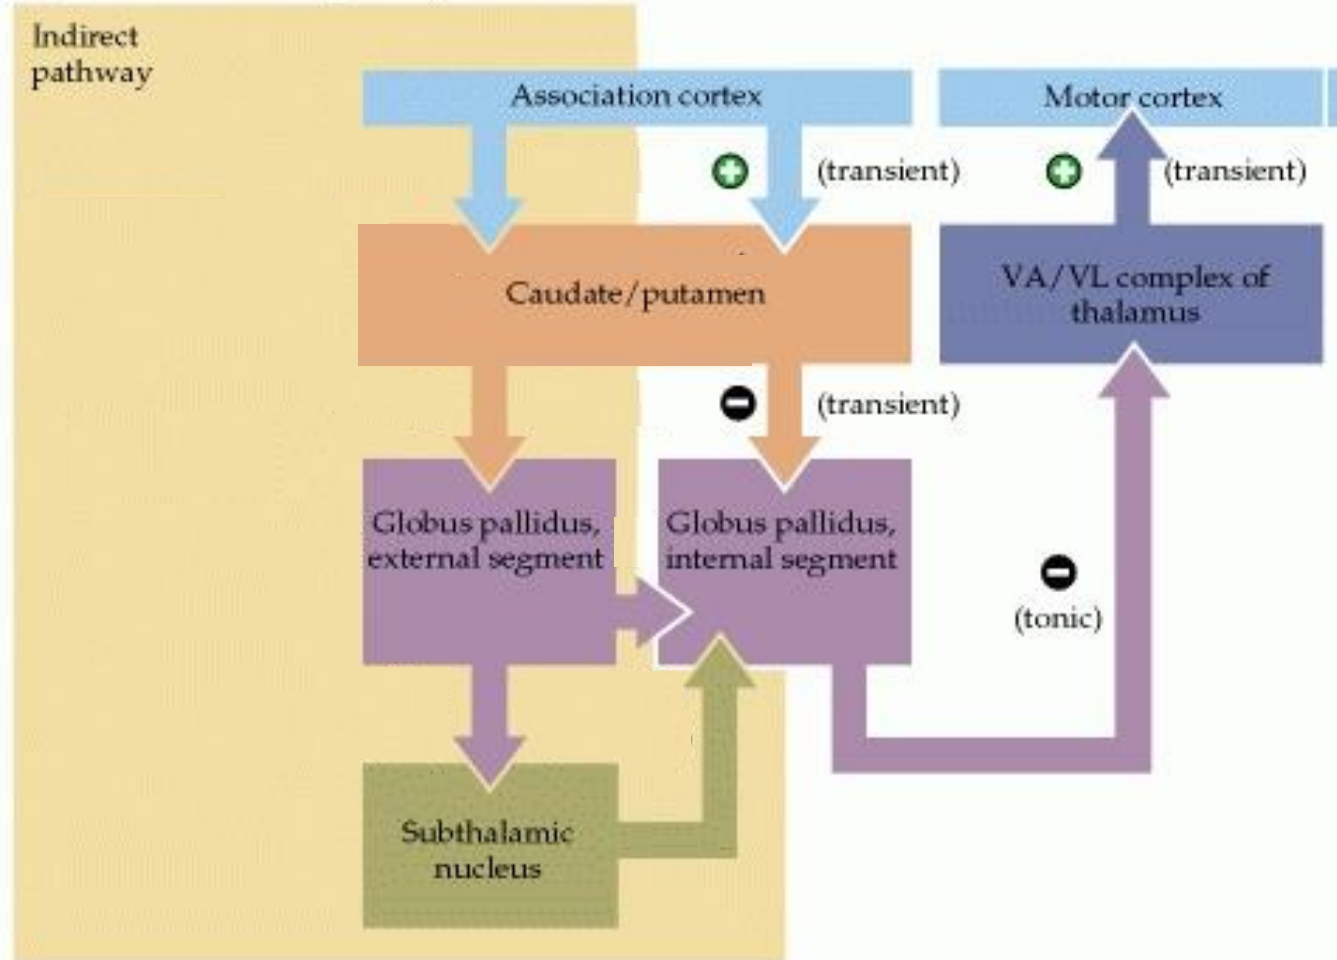 Indirect
pathway
Association cortex
Motor cortex
(transient)
(transient)
Caudate/putamen
VA/VL complex of
thalamus
(transient)
Globus pallidus,
external segment
Globus pallidus,
internal segment
(tonic)
Subthalamic
nucleus